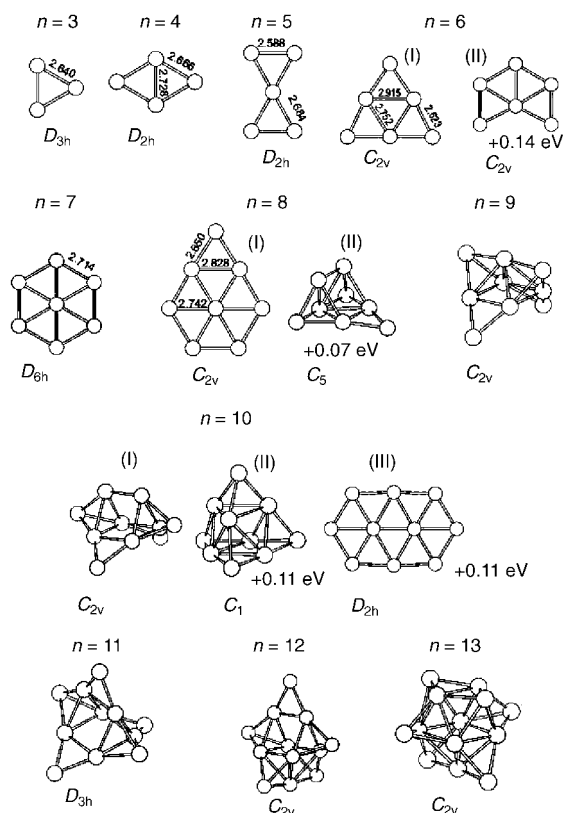 n = 3 n = 4 n = 5 n = 6
(I) (II)
2.588
2.640 2.666 2.728 2.684 2.915 2.752 2.623
+0.14 eV
D3h D2h D2h C2v C2v
n = 7 n = 8 n = 9
(I) (II)
2.714 2.650 2.828
2.742
+0.07 eV
D6h C2v C5 C2v
n = 10
(I) (II) (III)
+0.11 eV +0.11 eV
C2v C1 D2h
n = 11 n = 12 n = 13
D3h C2v C2v